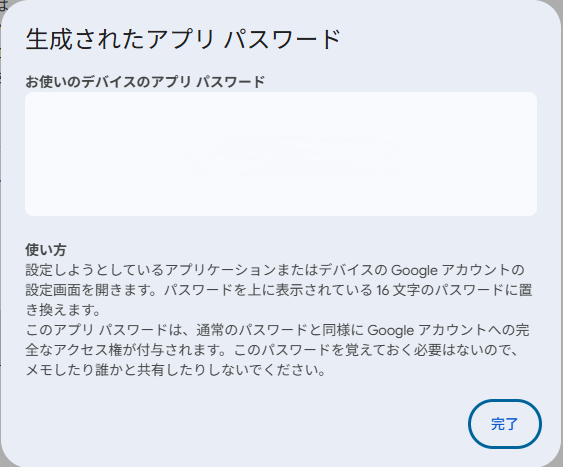 生成されたアプリ パスワード
お使いのデバイスのアプリ パスワード
使い方
設定しようとしているアプリケーションまたはデバイスの Google アカウントの
設定画面を開きます。パスワードを上に表示されている 16 文字のパスワードに置
き換えます。
このアプリ パスワードは、通常のパスワードと同様に Google アカウントへの完
全なアクセス権が付与されます。このパスワードを覚えておく必要はないので、
メモしたり誰かと共有したりしないでください。
完了